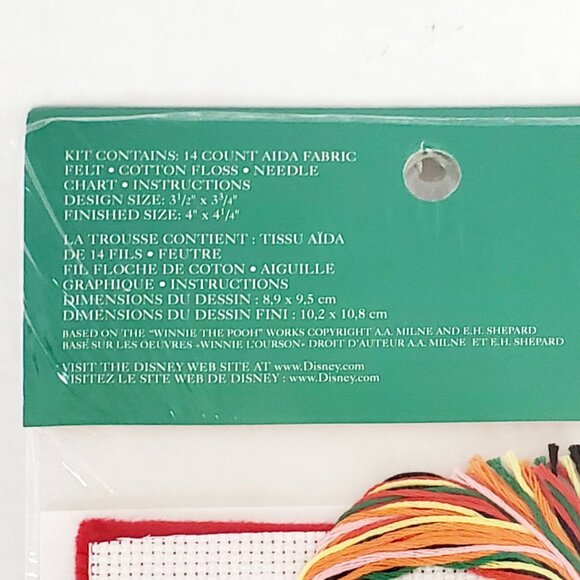 KIT CONTAINS: 14 COUNT AIDA FABRIC
FELT • COTTON FLOSS • NEEDLE
CHART • INSTRUCTIONS
DESIGN SIZE: 3½" x 3¾"
FINISHED SIZE: 4" x 4¼"
LA TROUSSE CONTIENT : TISSU AÏDA
DE 14 FILS • FEUTRE
FIL FLOCHE DE COTON • AIGUILLE
GRAPHIQUE • INSTRUCTIONS
DIMENSIONS DU DESSIN : 8,9 x 9,5 cm
DIMENSIONS DU DESSIN FINI : 10,2 x 10,8 cm
BASED ON THE "WINNIE THE POOH" WORKS COPYRIGHT A.A. MILNE AND E.H. SHEPARD
BASÉ SUR LES OEUVRES «WINNIE L'OURSON» DROIT D'AUTEUR A.A. MILNE ET E.H. SHEPARD
VISIT THE DISNEY WEB SITE AT www.Disney.com
VISITEZ LE SITE WEB DE DISNEY : www.Disney.com